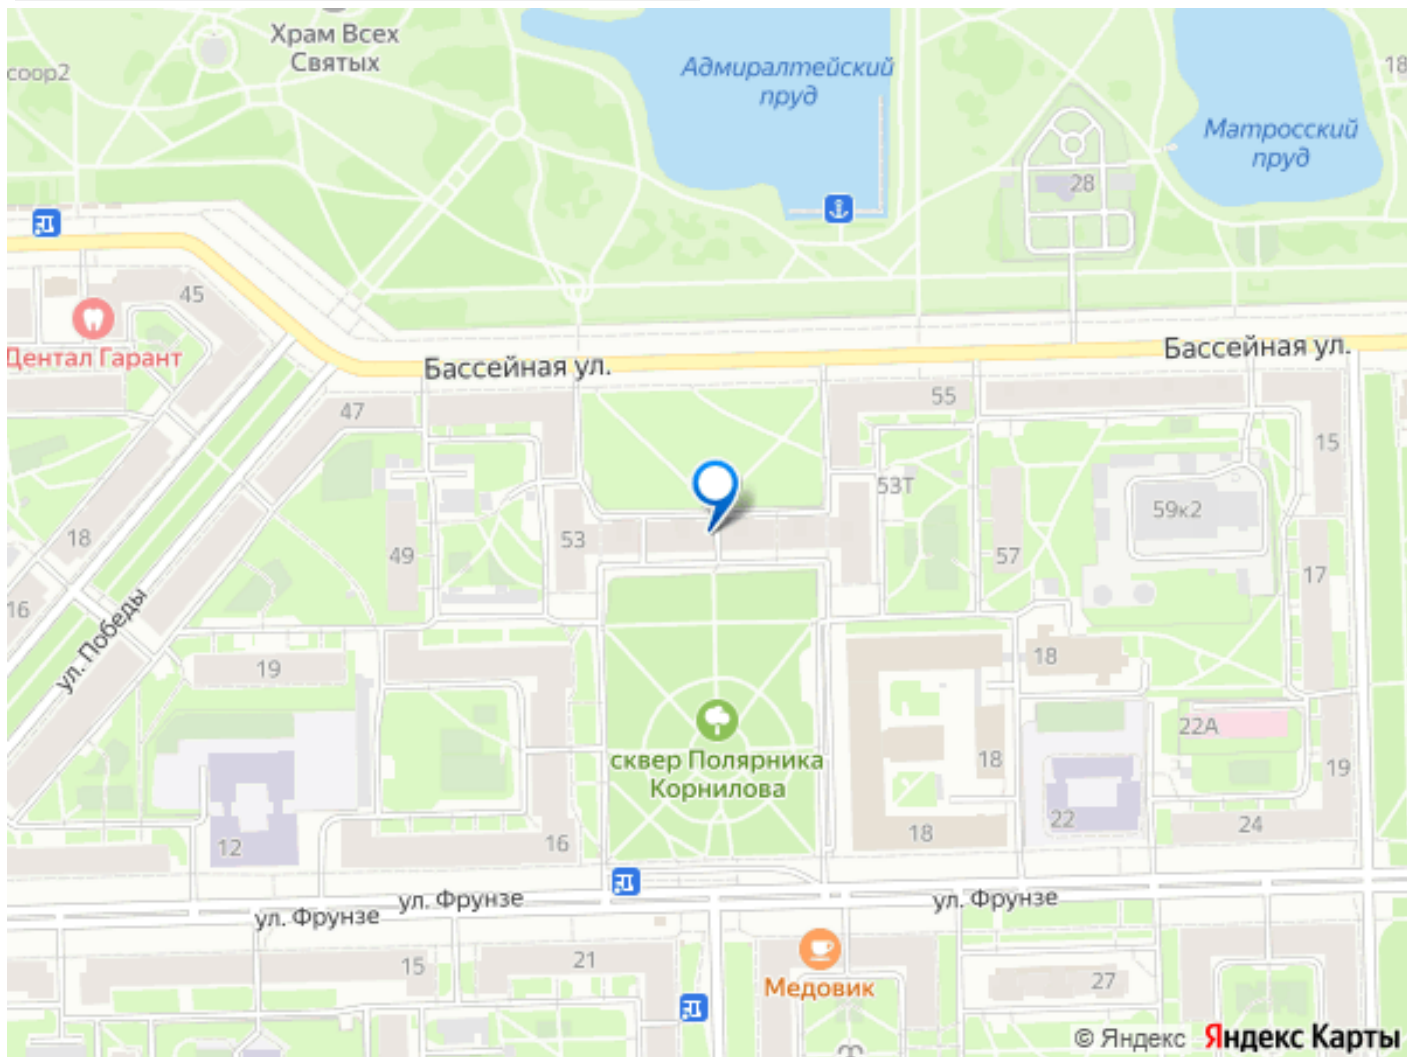 Храм Всех
Святых
соор2
Адмиралтейский
пруд
18
Матросский
пруд
28
45
Дентал Гарант
Бассейная ул.
Бассейная ул.
47
55
15
53Т
18
49
53
57
59к2
17
16
ул. Победы
19
18
22А
сквер Полярника
Корнилова
18
19
12
16
18
22
24
ул. Фрунзе
ул. Фрунзе
ул. Фрунзе
15
21
Медовик
27
© Яндекс Яндекс Карты